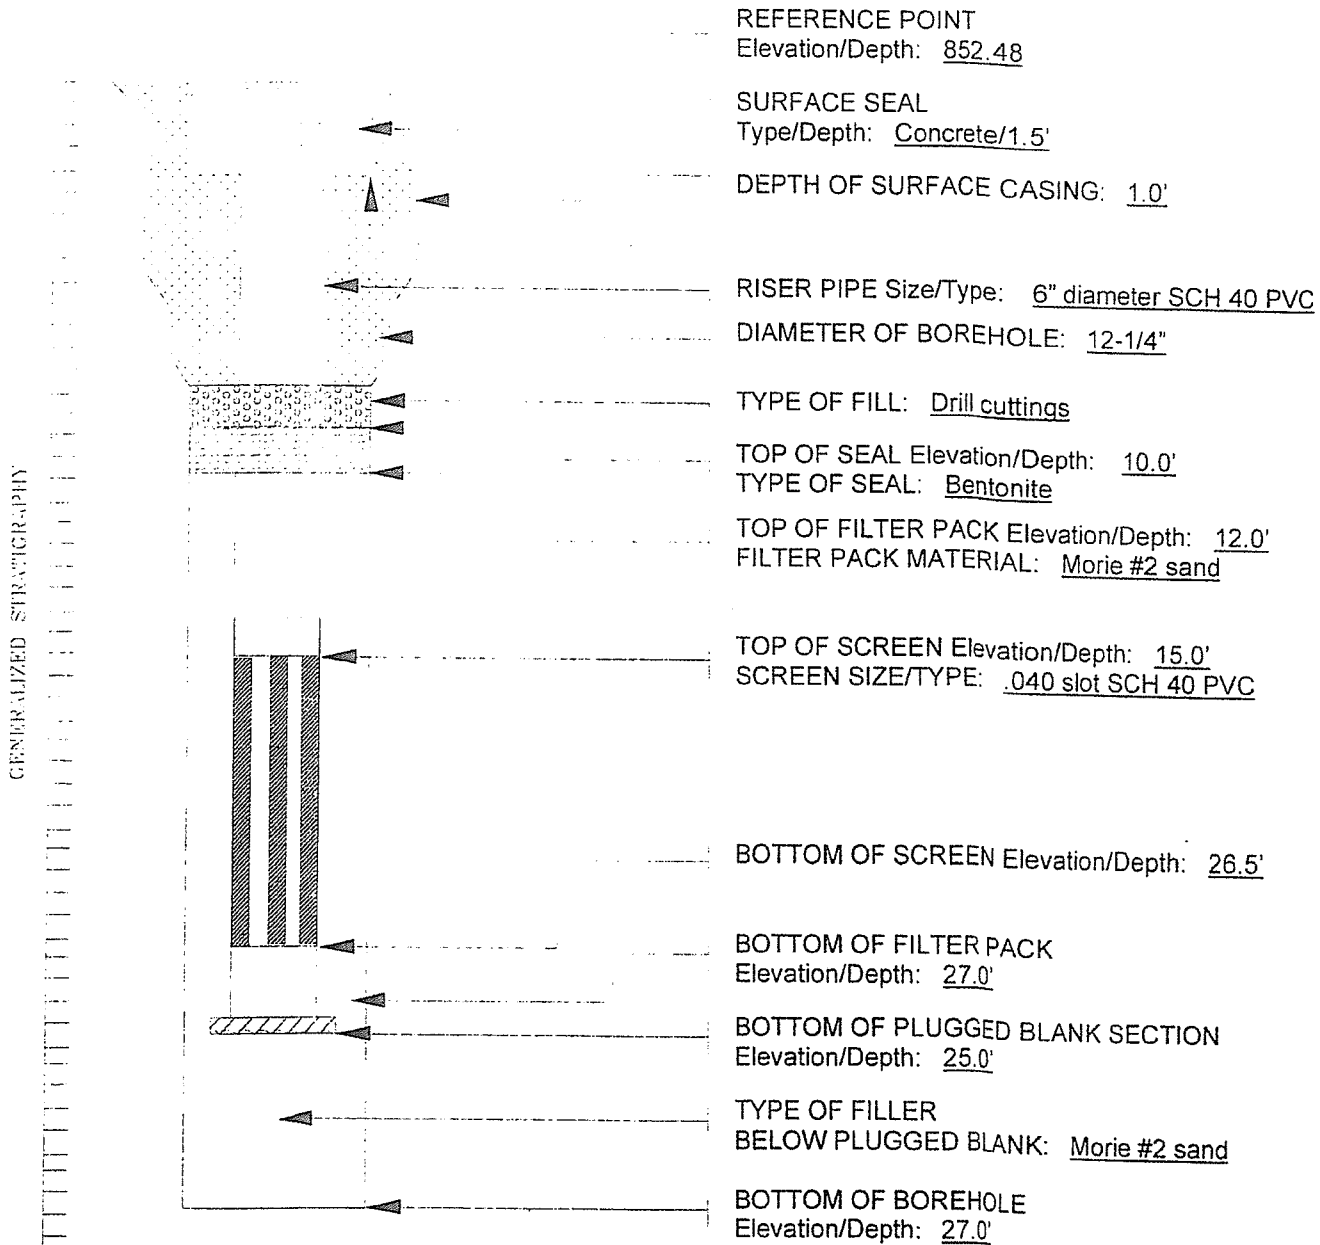 REFERENCE POINT
Elevation/Depth: 852.48
SURFACE SEAL
Type/Depth: Concrete/1.5'
DEPTH OF SURFACE CASING: 1.0'
RISER PIPE Size/Type: 6" diameter SCH 40 PVC
DIAMETER OF BOREHOLE: 12-1/4"
TYPE OF FILL: Drill cuttings
TOP OF SEAL Elevation/Depth: 10.0'
TYPE OF SEAL: Bentonite
TOP OF FILTER PACK Elevation/Depth: 12.0'
FILTER PACK MATERIAL: Morie #2 sand
TOP OF SCREEN Elevation/Depth: 15.0'
SCREEN SIZE/TYPE: .040 slot SCH 40 PVC
BOTTOM OF SCREEN Elevation/Depth: 26.5'
BOTTOM OF FILTER PACK
Elevation/Depth: 27.0'
BOTTOM OF PLUGGED BLANK SECTION
Elevation/Depth: 25.0'
TYPE OF FILLER
BELOW PLUGGED BLANK: Morie #2 sand
BOTTOM OF BOREHOLE
Elevation/Depth: 27.0'
GENERALIZED STRATIGRAPHY